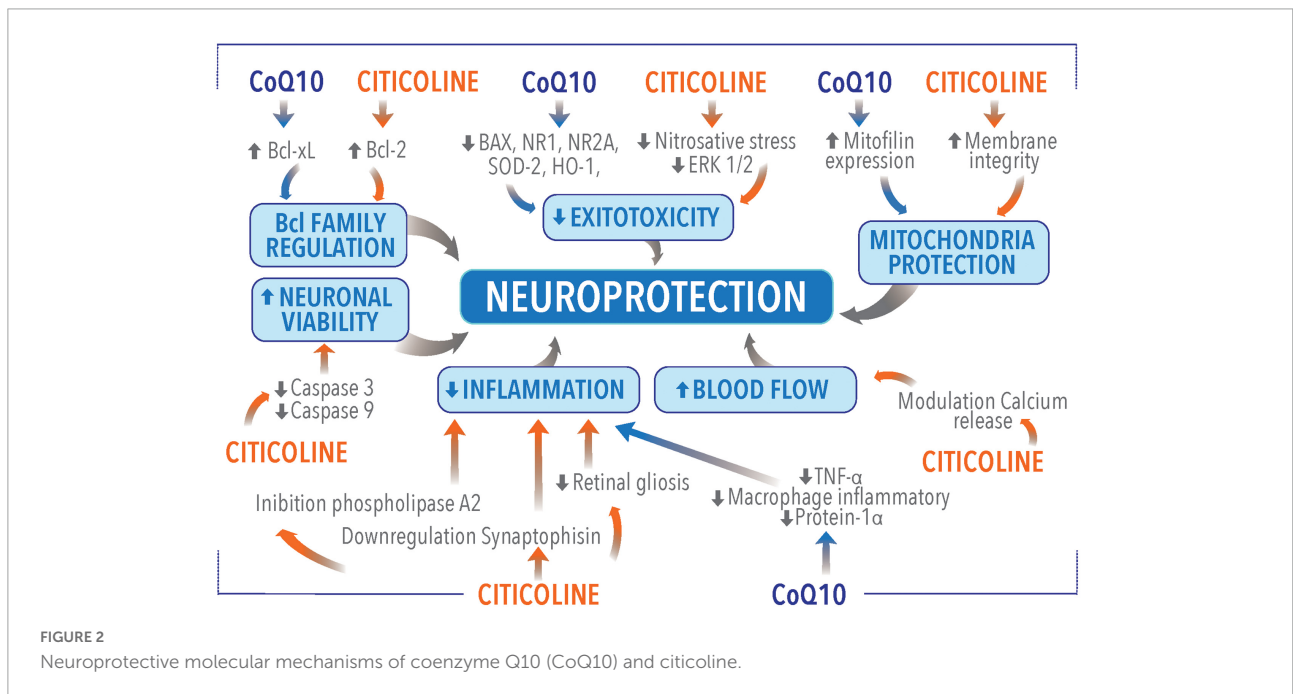 CoQ10
CITICOLINE
↑ Bcl-xL
↑ Bcl-2
Bcl FAMILY
REGULATION
CoQ10
CITICOLINE
↓ BAX, NR1, NR2A,
SOD-2, HO-1,
↓ Nitrosative stress
↓ ERK 1/2
↓ EXITOTOXICITY
CoQ10
CITICOLINE
↑ Mitofilin
expression
↑ Membrane
integrity
MITOCHONDRIA
PROTECTION
NEUROPROTECTION
↑ NEURONAL
VIABILITY
↓ Caspase 3
↓ Caspase 9
CITICOLINE
↓ INFLAMMATION
↑ BLOOD FLOW
Modulation Calcium
release
CITICOLINE
Inibition phospholipase A2
Downregulation Synaptophisin
↓ Retinal gliosis
CITICOLINE
↓ TNF-α
↓ Macrophage inflammatory
↓ Protein-1α
CoQ10
FIGURE 2
Neuroprotective molecular mechanisms of coenzyme Q10 (CoQ10) and citicoline.